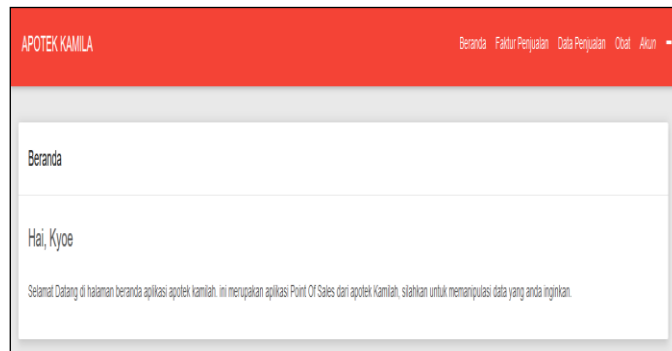 APOTEK KAMILA
Beranda Faktur Penjualan Data Penjualan Obat Akun
Beranda
Hai, Kyoe
Selamat Datang di halaman beranda aplikasi apotek kamilah. ini merupakan aplikasi Point Of Sales dari apotek Kamilah, silahkan untuk memanipulasi data yang anda inginkan.